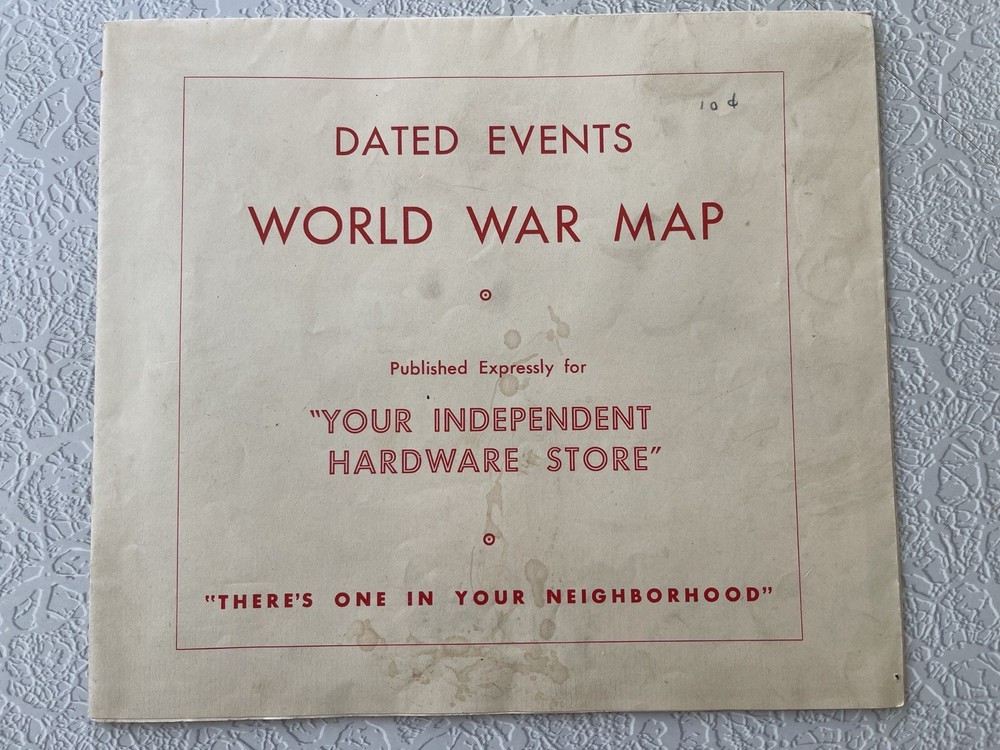 10¢
DATED EVENTS
WORLD WAR MAP
Published Expressly for
"YOUR INDEPENDENT
HARDWARE STORE"
"THERE'S ONE IN YOUR NEIGHBORHOOD"